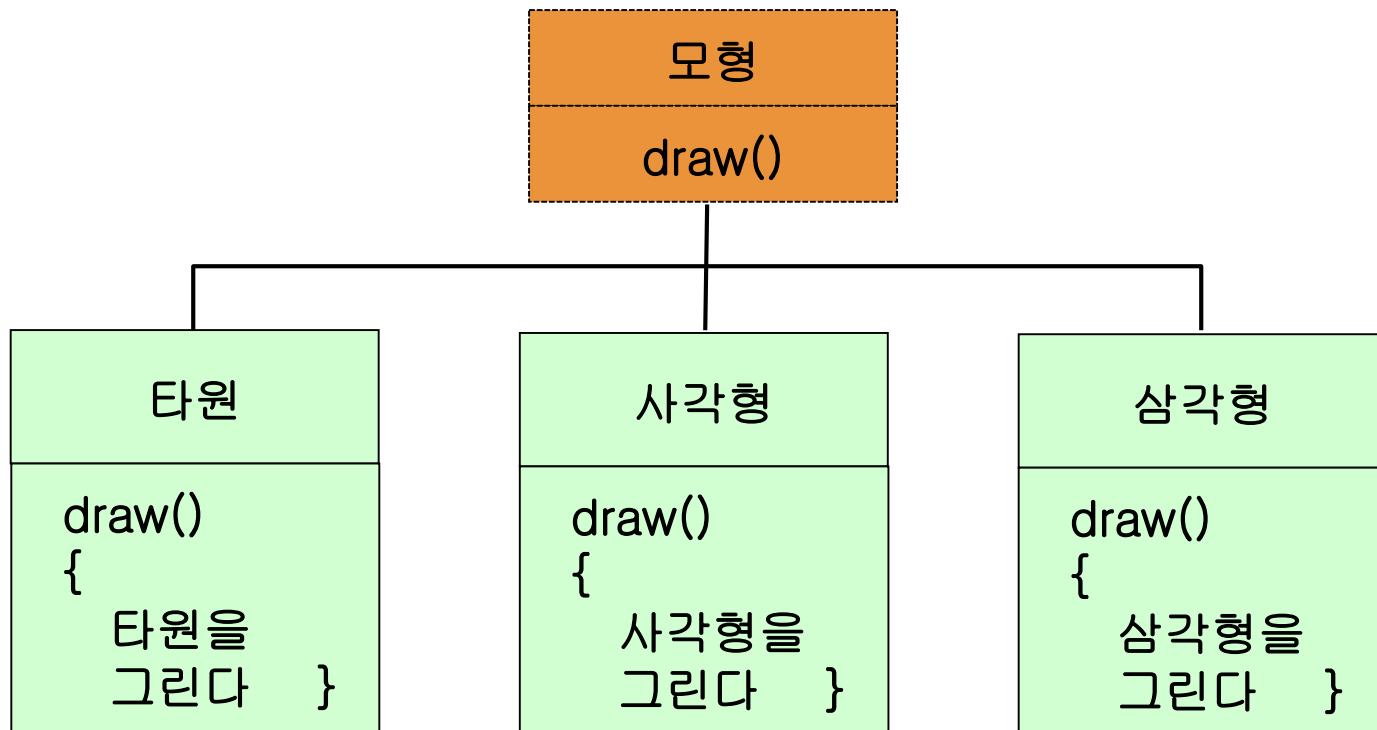 모형
draw()
타원
draw()
{
타원을
그린다 }
사각형
draw()
{
사각형을
그린다 }
삼각형
draw()
{
삼각형을
그린다 }